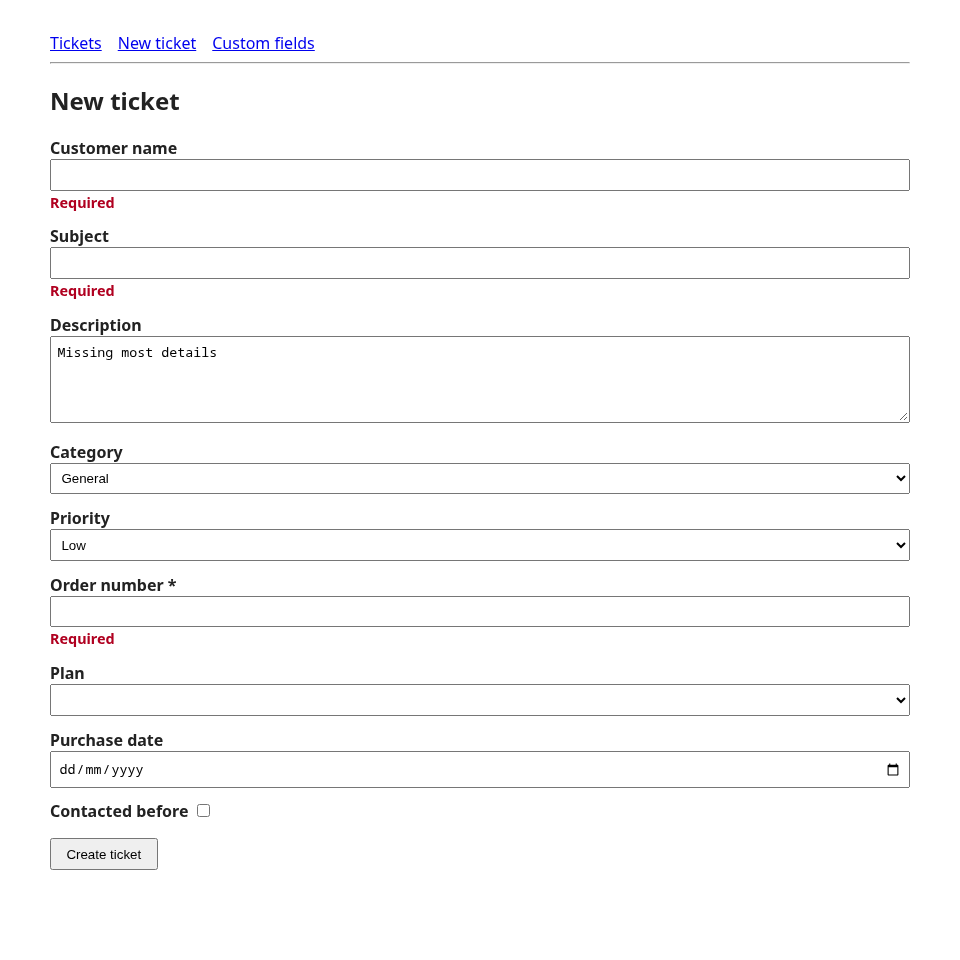 Tickets New ticket Custom fields
New ticket
Customer name
Required
Subject
Required
Description
Missing most details
Category
General
Priority
Low
Order number *
Required
Plan
Purchase date
dd/mm/yyyy
Contacted before
Create ticket